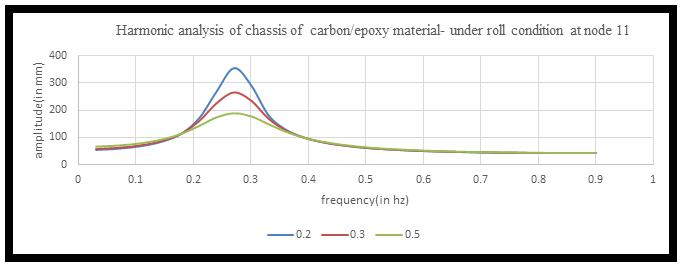 Harmonic analysis of chassis of carbon/epoxy material- under roll condition at node 11
amplitude(in mm)
400
300
200
100
0
0 0.1 0.2 0.3 0.4 0.5 0.6 0.7 0.8 0.9 1
frequency(in hz)
0.2 0.3 0.5